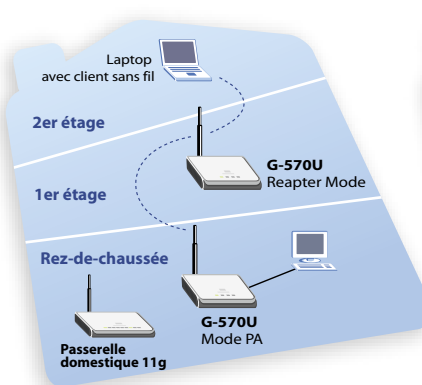 Laptop
avec client sans fil
2er étage
G-570U
Reapter Mode
1er étage
Rez-de-chaussée
G-570U
Mode PA
Passerelle
domestique 11g